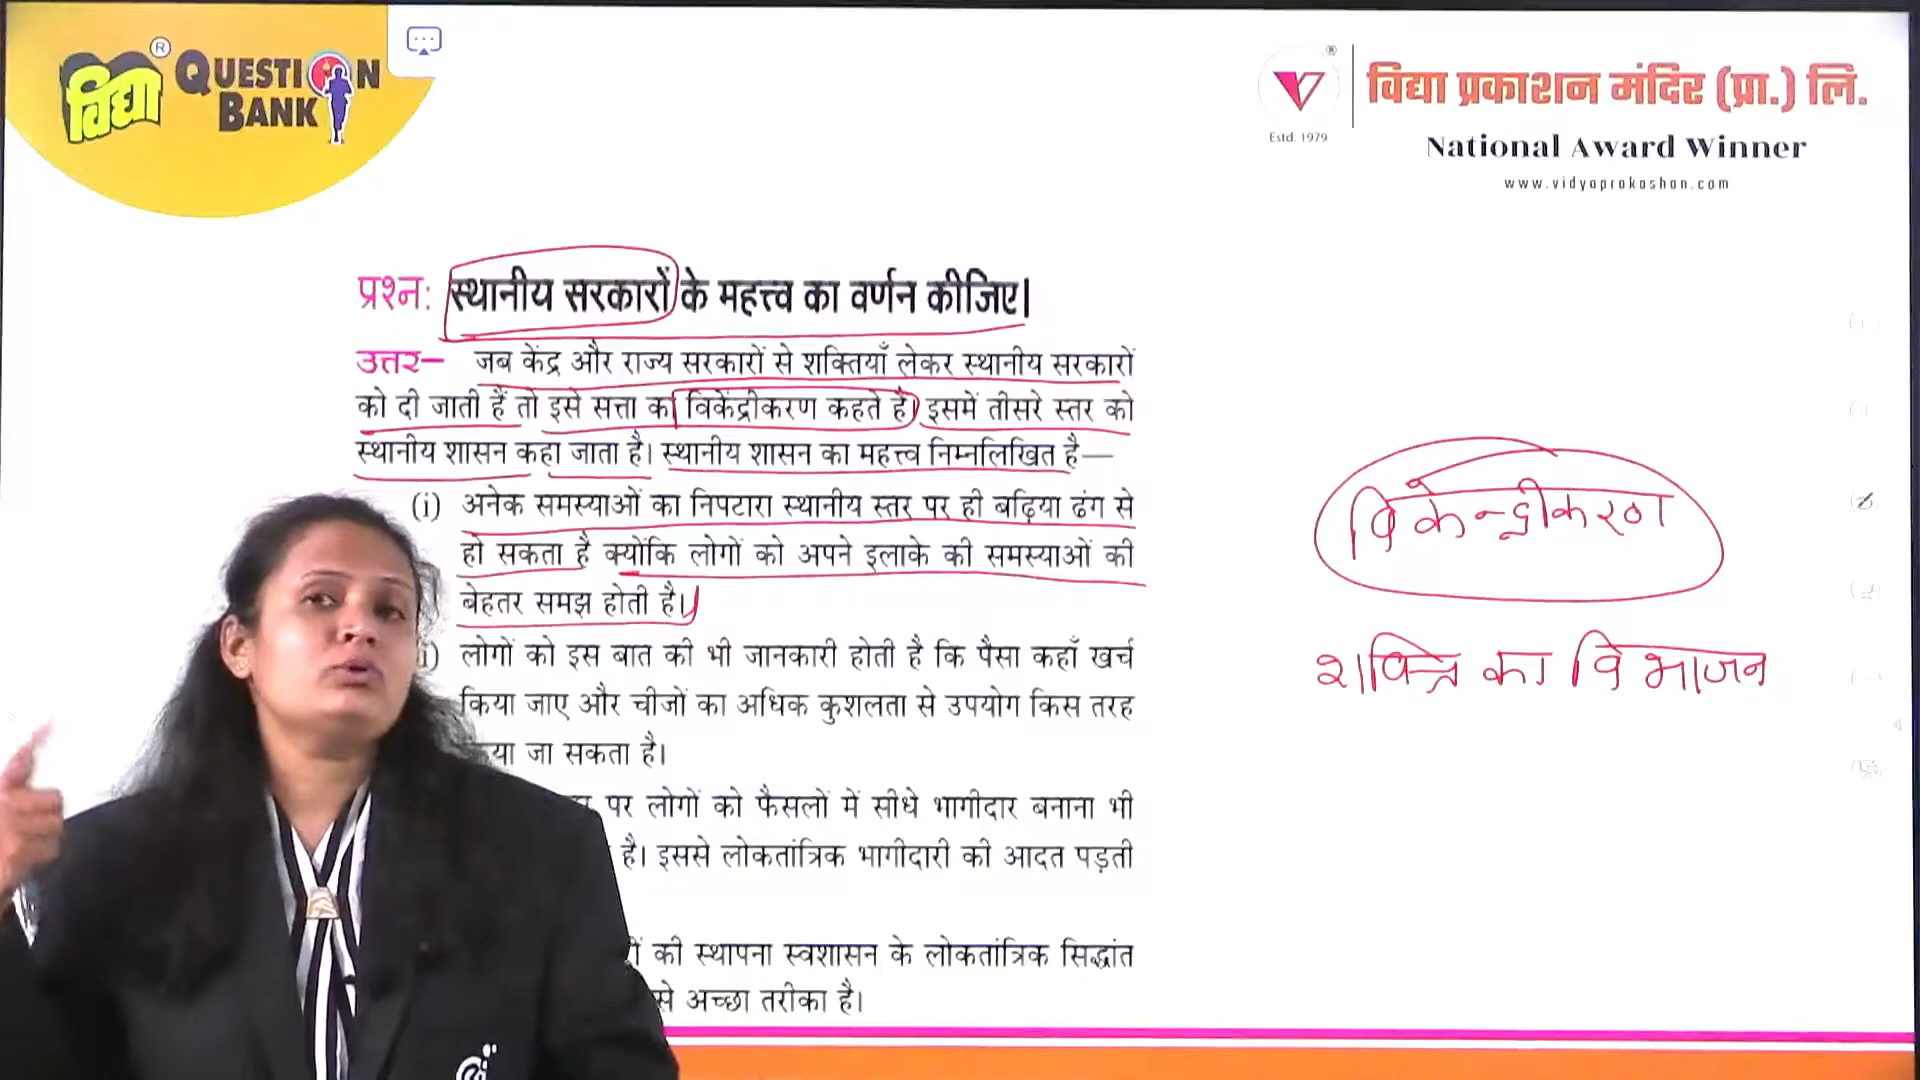 विद्या
®
QUESTION
BANK
®
Estd. 1979
विद्या प्रकाशन मंदिर (प्रा.) लि.
National Award Winner
www.vidyaprakashan.com
प्रश्न: स्थानीय सरकारों के महत्त्व का वर्णन कीजिए।
उत्तर– जब केंद्र और राज्य सरकारों से शक्तियाँ लेकर स्थानीय सरकारों
को दी जाती हैं तो इसे सत्ता का विकेंद्रीकरण कहते हैं। इसमें तीसरे स्तर को
स्थानीय शासन कहा जाता है। स्थानीय शासन का महत्त्व निम्नलिखित है—
(i) अनेक समस्याओं का निपटारा स्थानीय स्तर पर ही बढ़िया ढंग से
हो सकता है क्योंकि लोगों को अपने इलाके की समस्याओं की
बेहतर समझ होती है।
लोगों को इस बात की भी जानकारी होती है कि पैसा कहाँ खर्च
किया जाए और चीजों का अधिक कुशलता से उपयोग किस तरह
जा सकता है।
पर लोगों को फैसलों में सीधे भागीदार बनाना भी
है। इससे लोकतांत्रिक भागीदारी की आदत पड़ती
की स्थापना स्वशासन के लोकतांत्रिक सिद्धांत
से अच्छा तरीका है।
विकेन्द्रीकरण
शक्ति का विभाजन